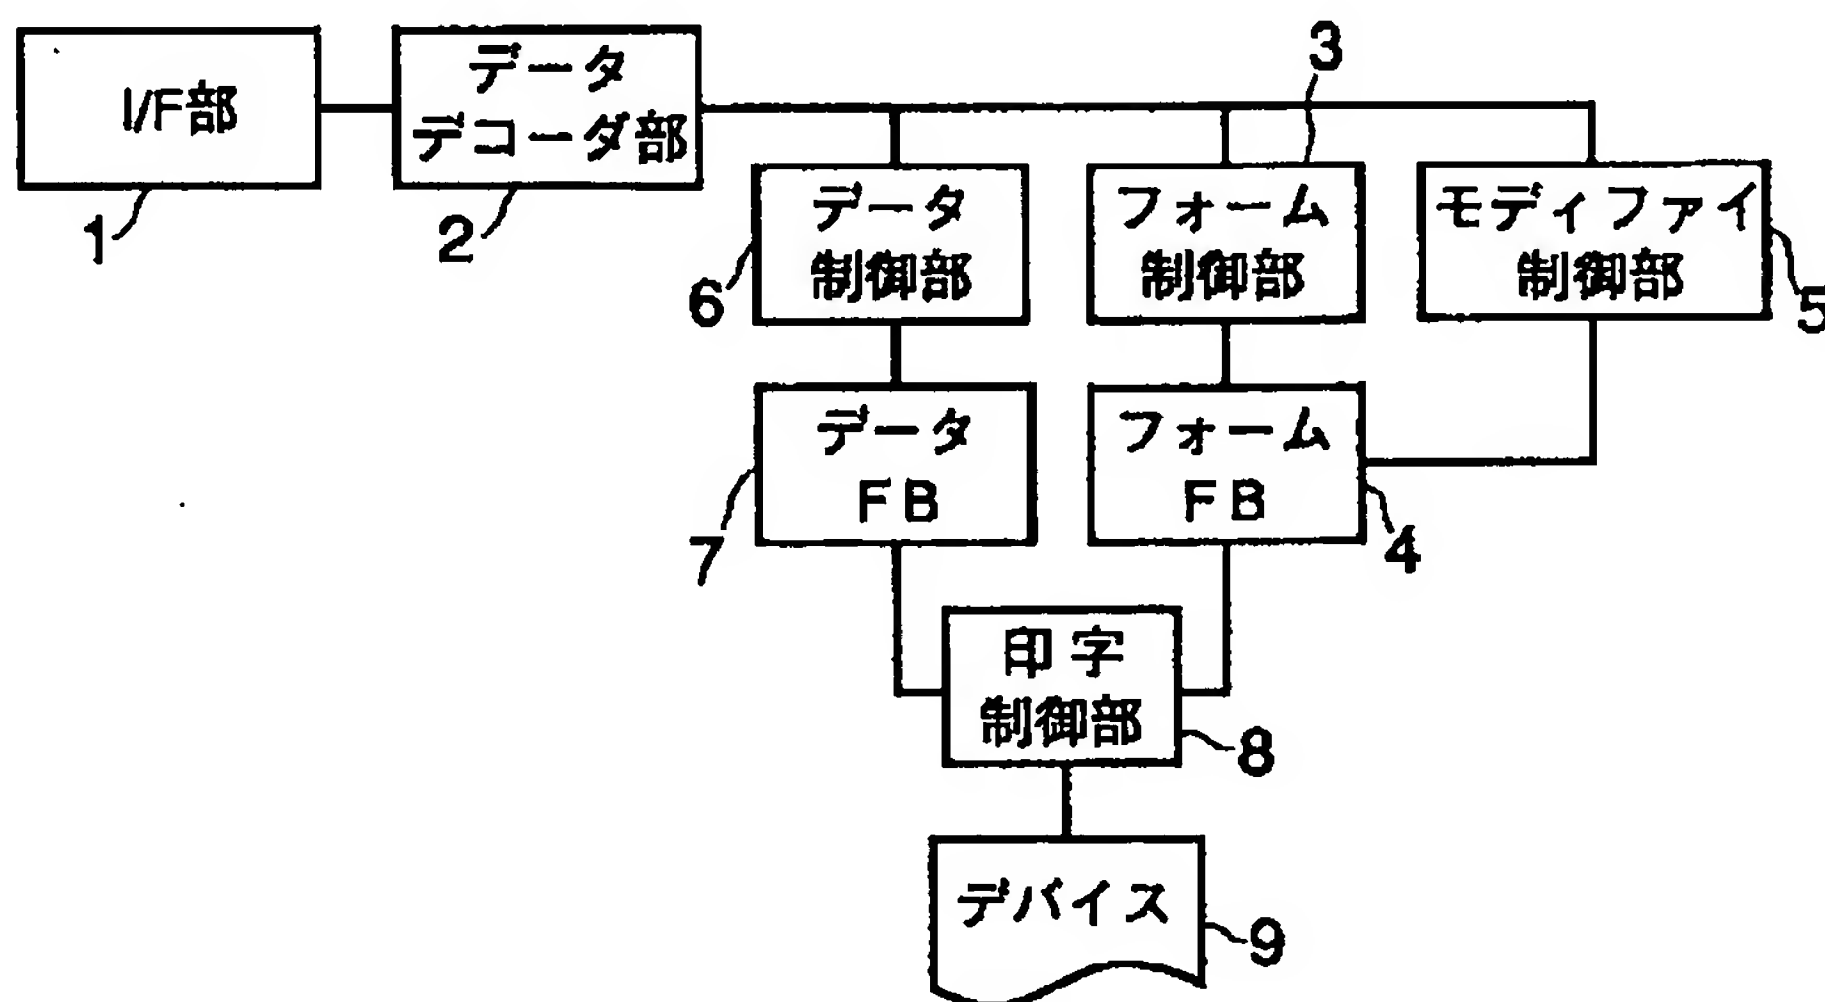 I/F部
データ
デコーダ部
3
1
2
データ
制御部
6
フォーム
制御部
モディファイ
制御部
5
データ
FB
7
フォーム
FB
4
印字
制御部
8
デバイス
9